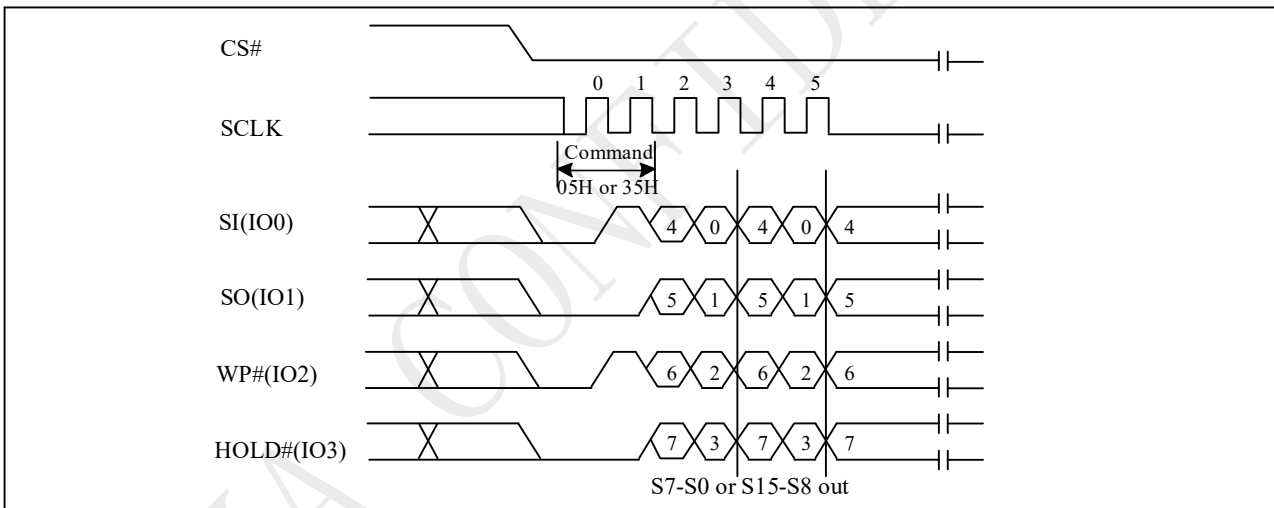 CS#
0 1 2 3 4 5
SCLK
Command
05H or 35H
SI(IO0) 4 0 4 0 4
SO(IO1) 5 1 5 1 5
WP#(IO2) 6 2 6 2 6
HOLD#(IO3) 7 3 7 3 7
S7-S0 or S15-S8 out